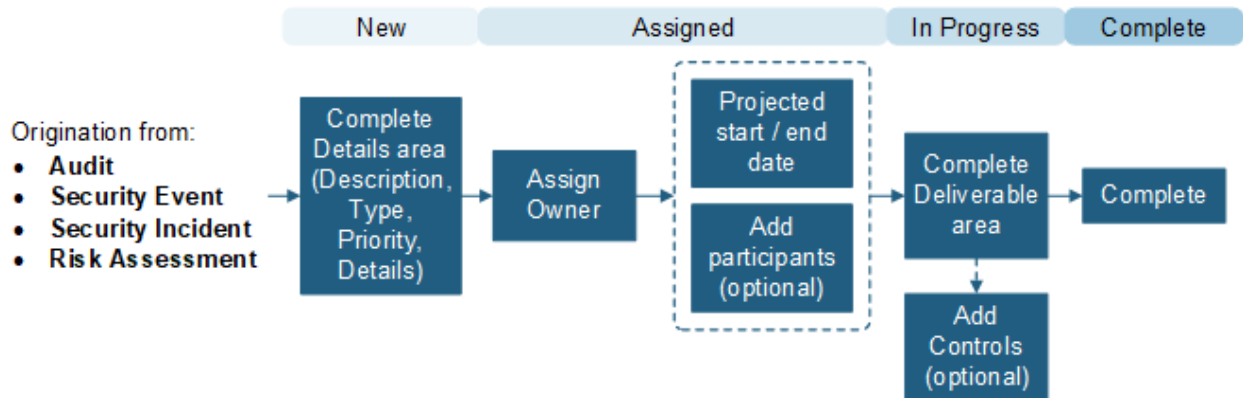 New
Assigned
In Progress
Complete
Origination from:
• Audit
• Security Event
• Security Incident
• Risk Assessment
Complete
Details area
(Description,
Type,
Priority,
Details)
Assign
Owner
Projected
start / end
date
Add
participants
(optional)
Complete
Deliverable
area
Add
Controls
(optional)
Complete